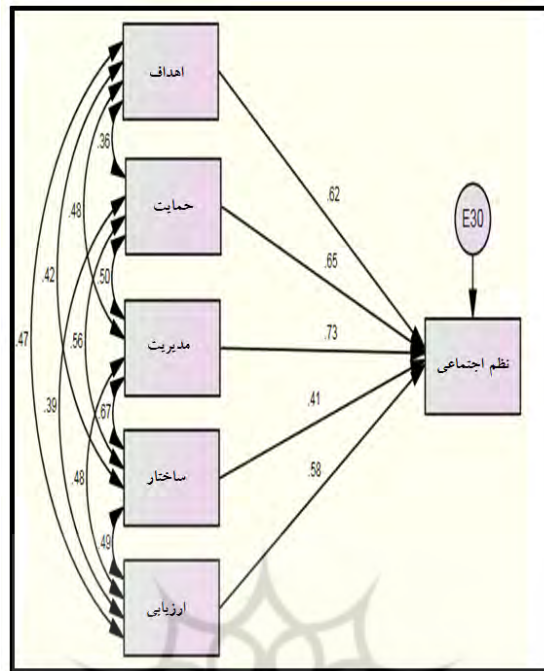 اهداف
حمایت
مدیریت
ساختار
ارزیابی
نظم اجتماعی
E30
.62
.65
.73
.41
.58
.36
.48
.50
.42
.56
.47
.67
.39
.48
.49